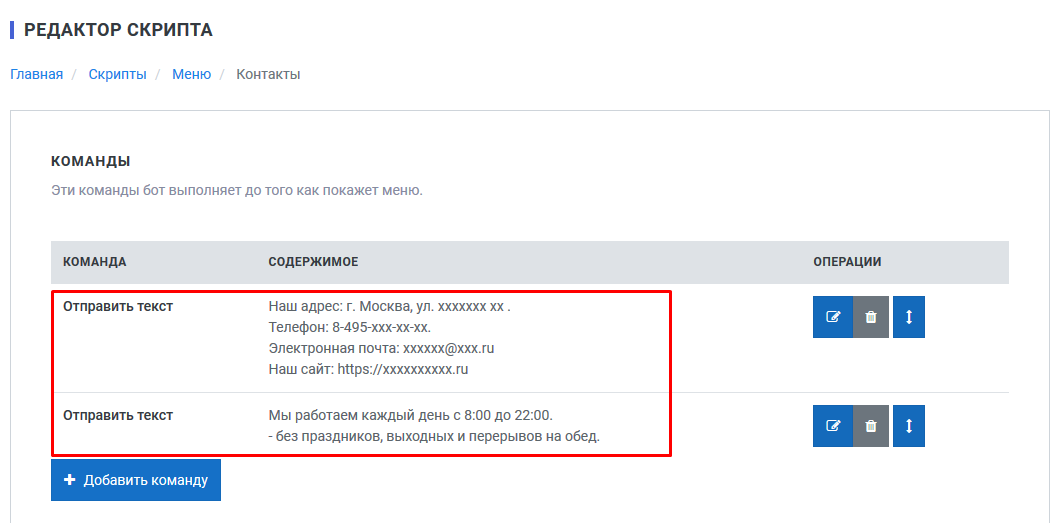 РЕДАКТОР СКРИПТА
Главная / Скрипты / Меню / Контакты
КОМАНДЫ
Эти команды бот выполняет до того как покажет меню.
КОМАНДА СОДЕРЖИМОЕ ОПЕРАЦИИ
Отправить текст Наш адрес: г. Москва, ул. xxxxxxx xx .
Телефон: 8-495-xxx-xx-xx.
Электронная почта: xxxxxx@xxx.ru
Наш сайт: https://xxxxxxxxxx.ru
Отправить текст Мы работаем каждый день с 8:00 до 22:00.
- без праздников, выходных и перерывов на обед.
+ Добавить команду